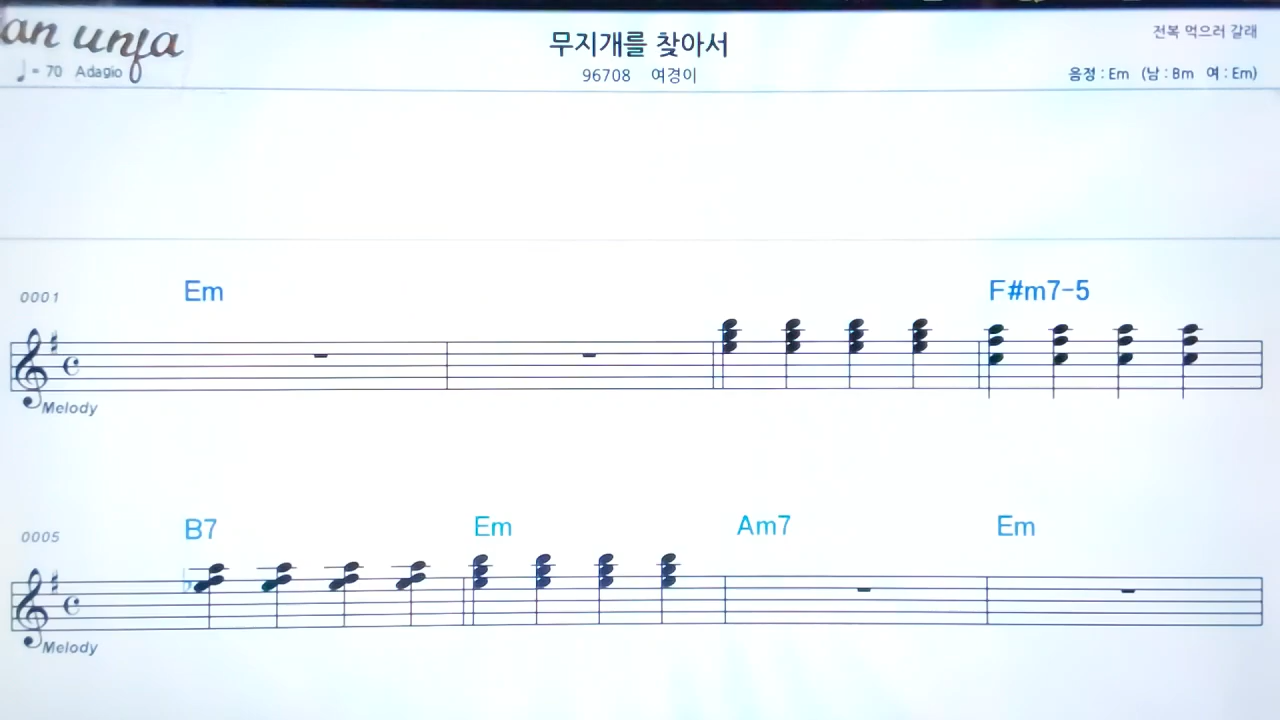 an unja
♩= 70 Adagio
무지개를 찾아서
96708 여경이
전복 먹으러 갈래
음정 : Em (남 : Bm 여 : Em)
0001 Em F#m7-5
Melody
0005 B7 Em Am7 Em
Melody